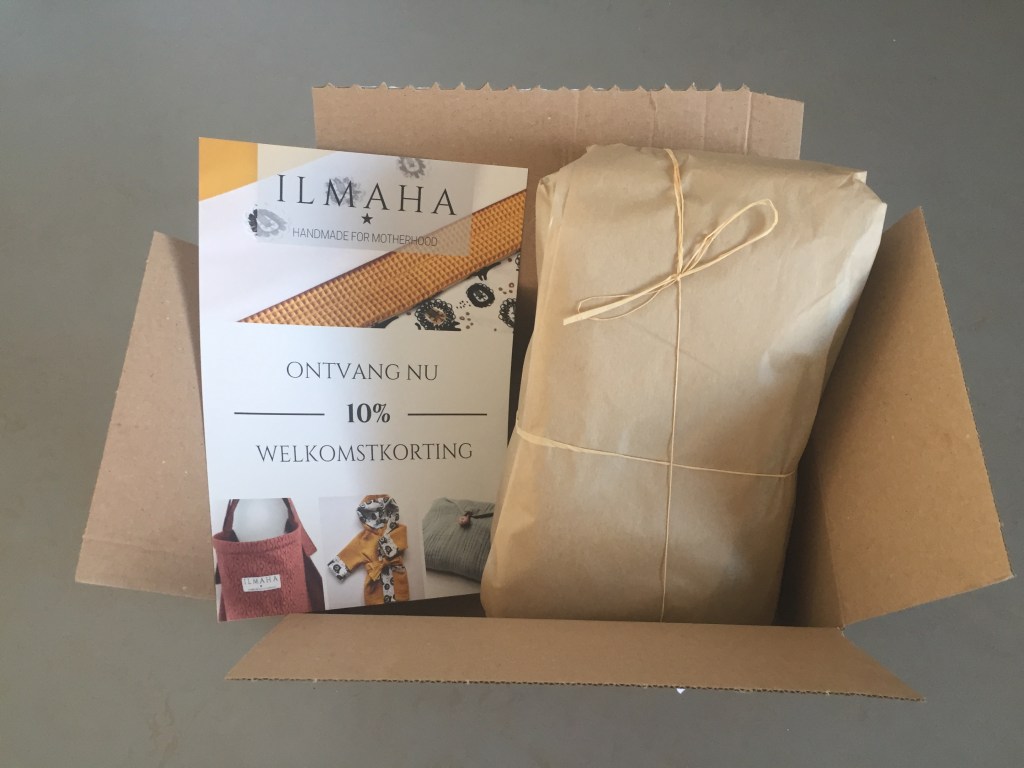 ILMAHA
HANDMADE FOR MOTHERHOOD
ONTVANG NU
10%
WELKOMSTKORTING
ILMAHA